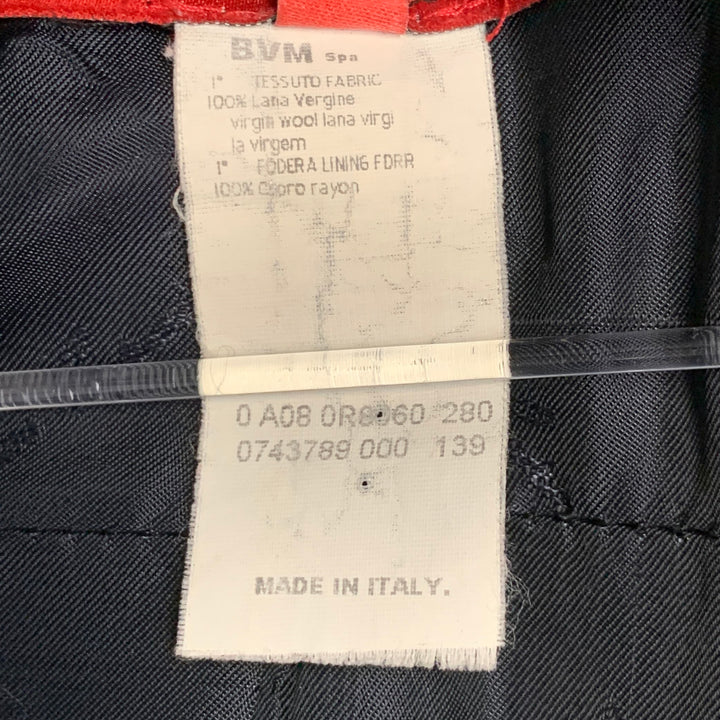 BVM Spa
1° TESSUTO FABRIC
100% Lana Vergine
virgin wool lana virgi
la virgem
1° FODERA LINING FDRR
100% Cupro rayon
0 A08 280
0743789 000 139
MADE IN ITALY.